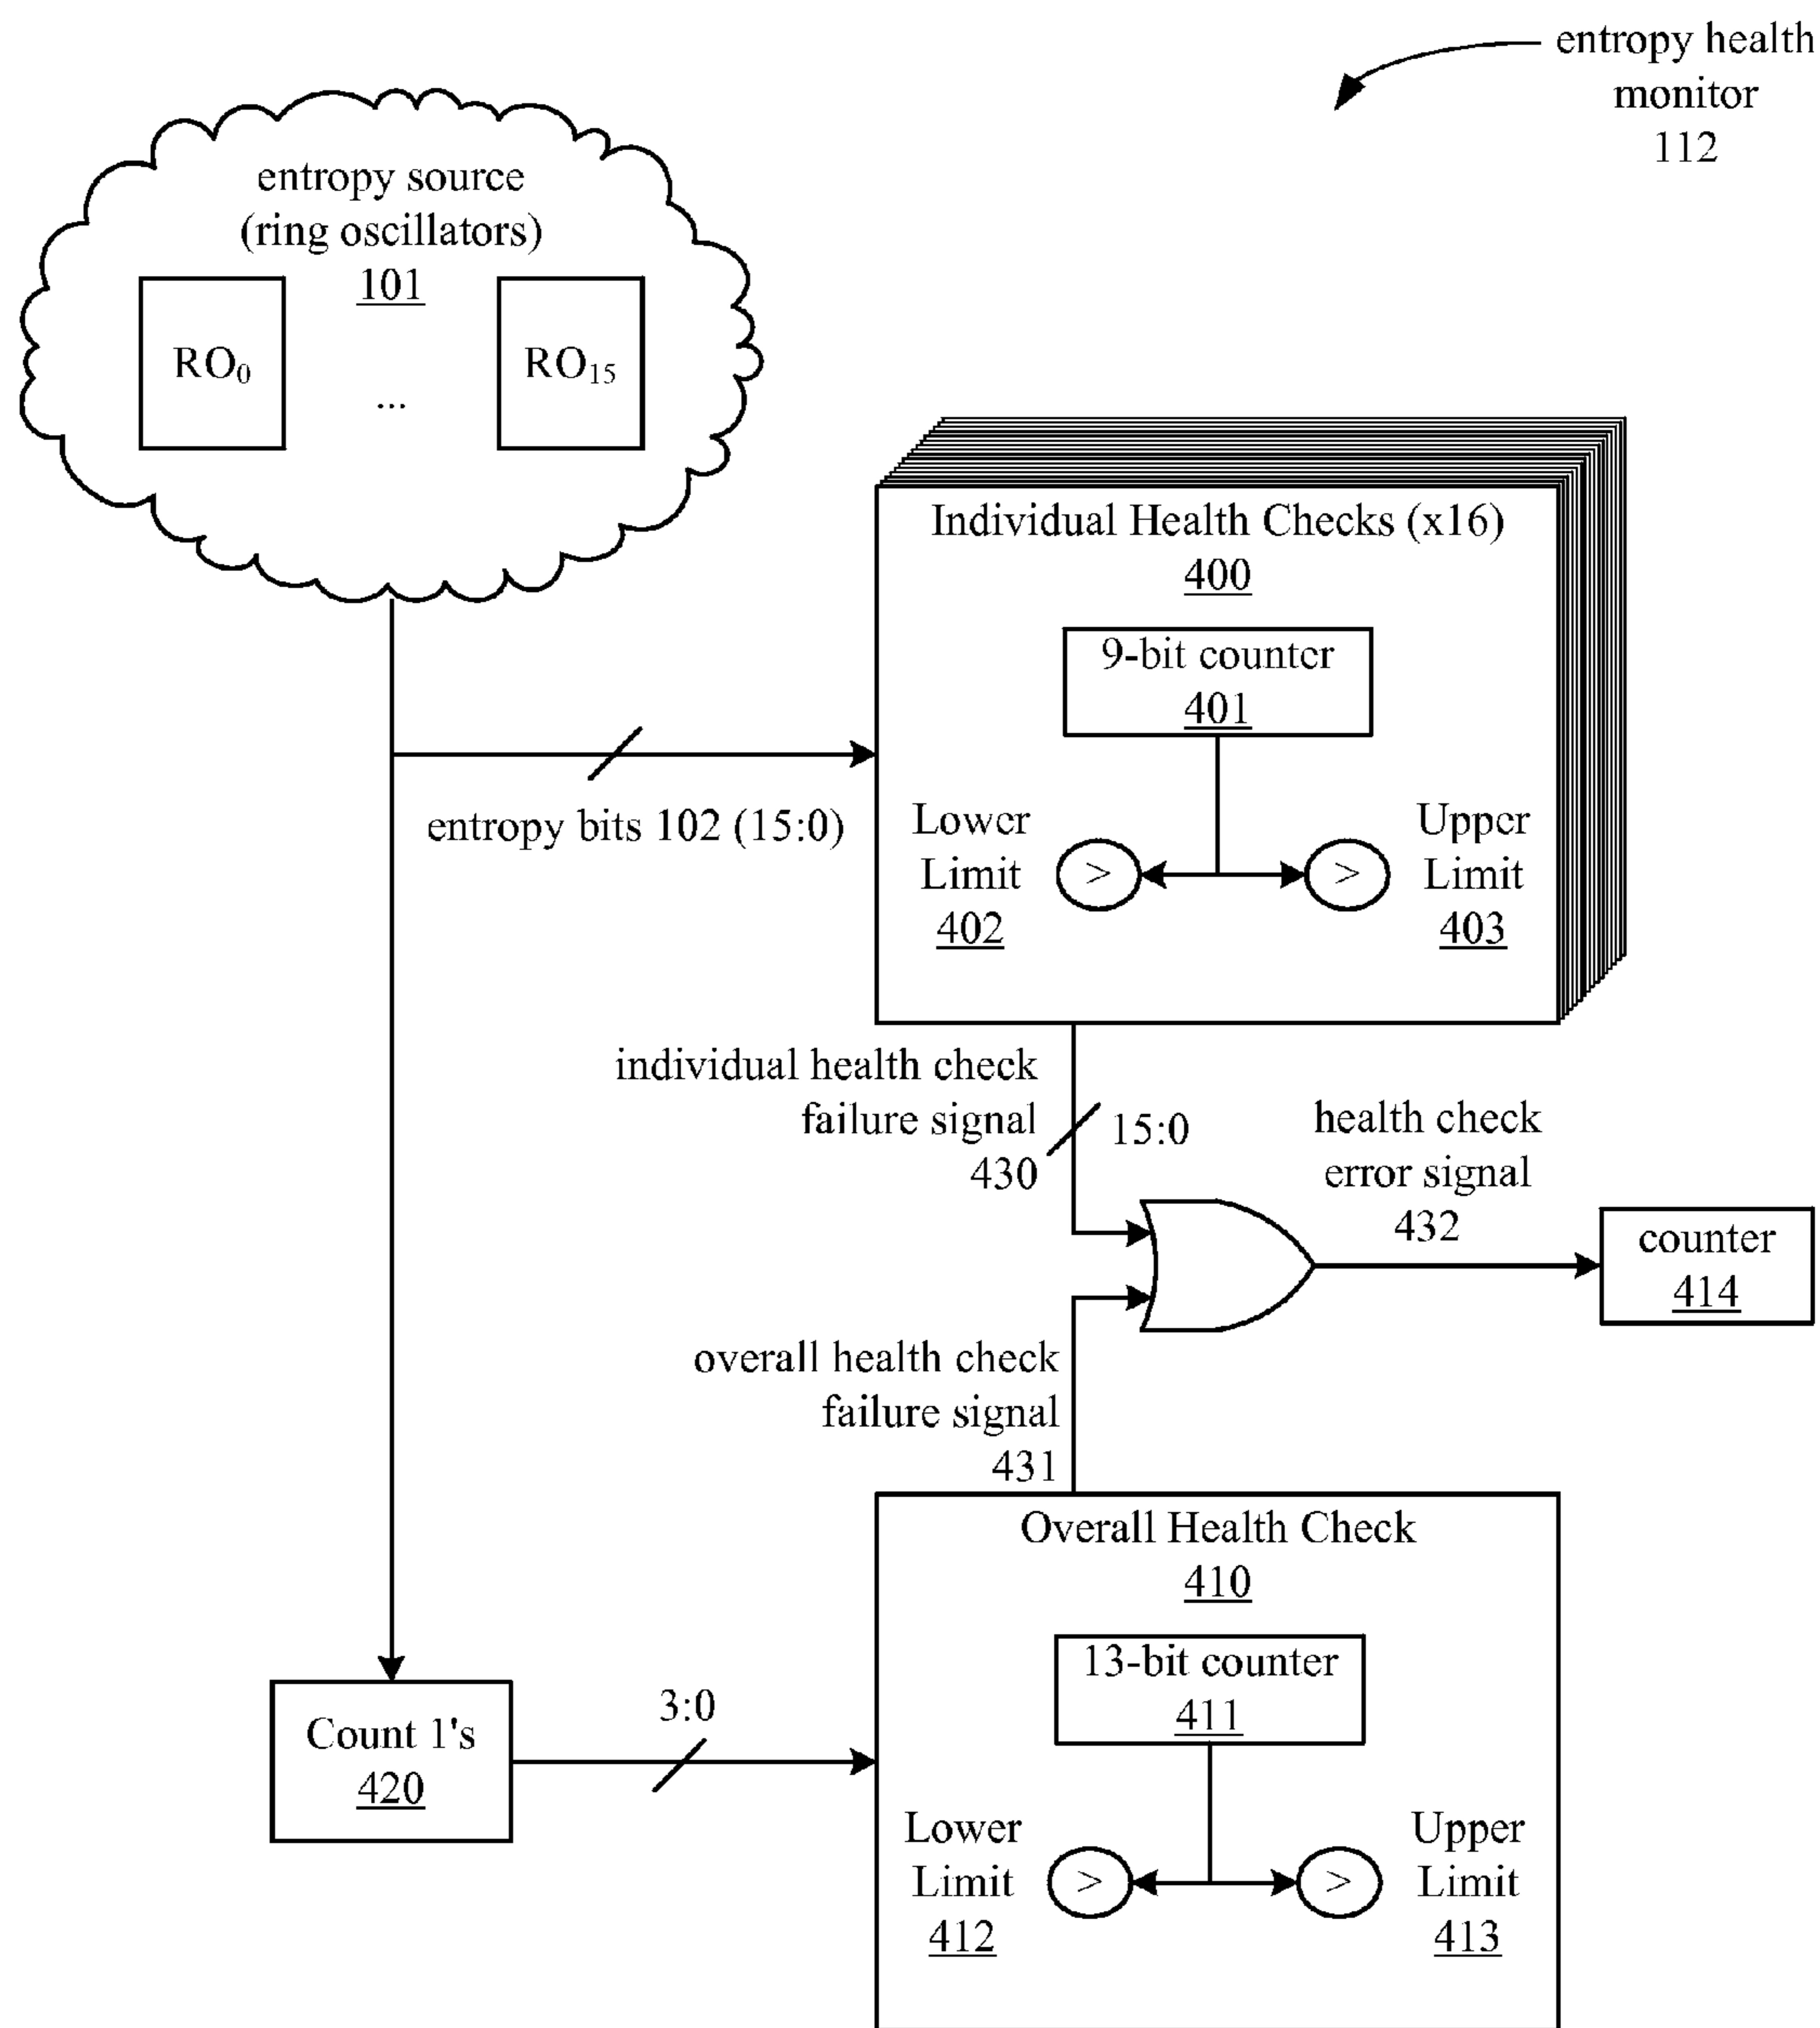 entropy health
monitor
112
entropy source
(ring oscillators)
101
RO₀
...
RO₁₅
Individual Health Checks (x16)
400
9-bit counter
401
entropy bits 102 (15:0)
Lower
Limit
402
>
>
Upper
Limit
403
individual health check
failure signal
430
15:0
health check
error signal
432
counter
414
overall health check
failure signal
431
Overall Health Check
410
13-bit counter
411
Count 1's
420
3:0
Lower
Limit
412
>
>
Upper
Limit
413